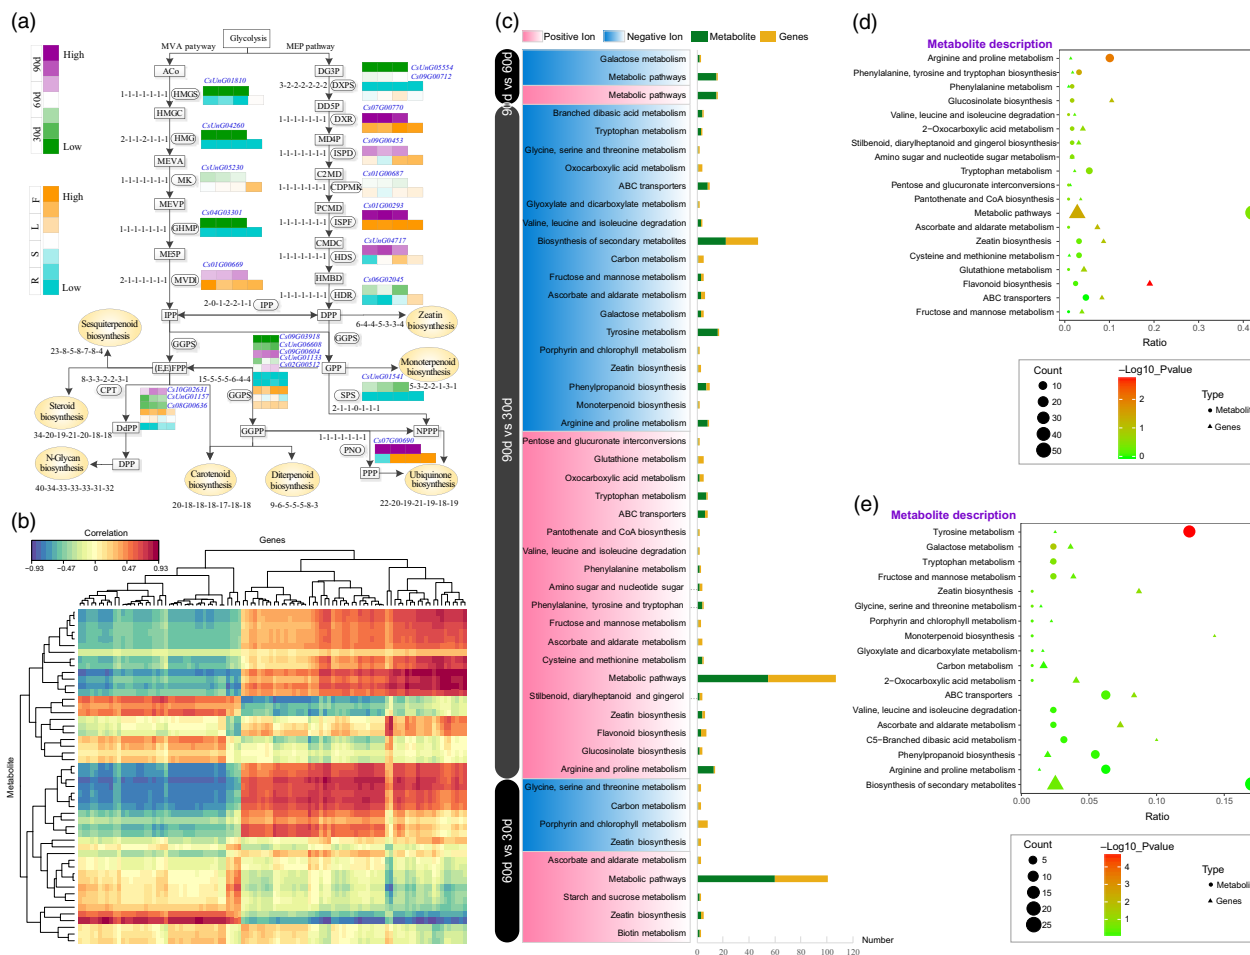 (a)
Glycolysis
MVA patyway
MEP pathway
High
Low
90d
60d
30d
High
Low
F
L
S
R
ACo
CsUnG01810
1-1-1-1-1-1-1
HMGS
HMGC
CsUnG04260
2-1-1-2-1-1-1
HMG
MEVA
CsUnG05230
1-1-1-1-1-1-1
MK
MEVP
Cs04G03301
1-1-1-1-1-1-1
GHMP
ME5P
Cs01G00669
2-1-1-1-1-1-1
MVD1
IPP
2-0-1-2-2-1-1
IPP
DPP
DG3P
CsUnG05554
Cs09G00712
3-2-2-2-2-2-2
DXPS
DD5P
Cs07G00770
1-1-1-1-1-1-1
DXR
MD4P
Cs09G00453
1-1-1-1-1-1-1
ISPD
C2MD
Cs01G00687
1-1-1-1-1-1-1
CDPMK
PCMD
Cs01G00293
1-1-1-1-1-1-1
ISPF
CMDC
CsUnG04717
1-1-1-1-1-1-1
HDS
HMBD
Cs06G02045
1-1-1-1-1-1-1
HDR
Zeatin
biosynthesis
6-4-4-5-3-3-4
Sesquiterpenoid
biosynthesis
23-8-5-8-7-8-4
GGPS
GGPS
Cs09G03918
CsUnG06608
Cs09G00604
CsUnG01133
Cs02G00512
(E,E)FPP
GPP
Monoterpenoid
biosynthesis
5-3-2-2-1-3-1
8-3-3-2-2-3-1
15-5-5-5-6-4-4
CPT
Cs10G02631
CsUnG01157
Cs08G00636
GGPS
CsUnG01541
SPS
2-1-1-0-1-1-1
Steroid
biosynthesis
34-20-19-21-20-18-18
DdPP
GGPP
NPPP
1-1-1-1-1-1-1
PNO
Cs07G00690
N-Glycan
biosynthesis
40-34-33-33-33-31-32
DPP
Carotenoid
biosynthesis
20-18-18-18-17-18-18
Diterpenoid
biosynthesis
9-6-5-5-5-8-3
PPP
Ubiquinone
biosynthesis
22-20-19-21-19-18-19
(b)
Correlation
-0.93
-0.47
0
0.47
0.93
Genes
Metabolite
(c)
Positive Ion
Negative Ion
Metabolite
Genes
90d vs 60d
Galactose metabolism
Metabolic pathways
Metabolic pathways
90d vs 30d
Branched dibasic acid metabolism
Tryptophan metabolism
Glycine, serine and threonine metabolism
Oxocarboxylic acid metabolism
ABC transporters
Glyoxylate and dicarboxylate metabolism
Valine, leucine and isoleucine degradation
Biosynthesis of secondary metabolites
Carbon metabolism
Fructose and mannose metabolism
Ascorbate and aldarate metabolism
Galactose metabolism
Tyrosine metabolism
Porphyrin and chlorophyll metabolism
Zeatin biosynthesis
Phenylpropanoid biosynthesis
Monoterpenoid biosynthesis
Arginine and proline metabolism
Pentose and glucuronate interconversions
Glutathione metabolism
Oxocarboxylic acid metabolism
Tryptophan metabolism
ABC transporters
Pantothenate and CoA biosynthesis
Valine, leucine and isoleucine degradation
Phenylalanine metabolism
Amino sugar and nucleotide sugar
Phenylalanine, tyrosine and tryptophan
Fructose and mannose metabolism
Ascorbate and aldarate metabolism
Cysteine and methionine metabolism
Metabolic pathways
Stilbenoid, diarylheptanoid and gingerol
Zeatin biosynthesis
Flavonoid biosynthesis
Glucosinolate biosynthesis
Arginine and proline metabolism
60d vs 30d
Glycine, serine and threonine metabolism
Carbon metabolism
Porphyrin and chlorophyll metabolism
Zeatin biosynthesis
Ascorbate and aldarate metabolism
Metabolic pathways
Starch and sucrose metabolism
Zeatin biosynthesis
Biotin metabolism
Number
0 20 40 60 80 100 120
(d)
Metabolite description
Arginine and proline metabolism
Phenylalanine, tyrosine and tryptophan biosynthesis
Phenylalanine metabolism
Glucosinolate biosynthesis
Valine, leucine and isoleucine degradation
2−Oxocarboxylic acid metabolism
Stilbenoid, diarylheptanoid and gingerol biosynthesis
Amino sugar and nucleotide sugar metabolism
Tryptophan metabolism
Pentose and glucuronate interconversions
Pantothenate and CoA biosynthesis
Metabolic pathways
Ascorbate and aldarate metabolism
Zeatin biosynthesis
Cysteine and methionine metabolism
Glutathione metabolism
Flavonoid biosynthesis
ABC transporters
Fructose and mannose metabolism
0.0 0.1 0.2 0.3 0.4
Ratio
Count
10
20
30
40
50
−Log10_Pvalue
2
1
0
Type
Metabolit
Genes
(e)
Metabolite description
Tyrosine metabolism
Galactose metabolism
Tryptophan metabolism
Fructose and mannose metabolism
Zeatin biosynthesis
Glycine, serine and threonine metabolism
Porphyrin and chlorophyll metabolism
Monoterpenoid biosynthesis
Glyoxylate and dicarboxylate metabolism
Carbon metabolism
2−Oxocarboxylic acid metabolism
ABC transporters
Valine, leucine and isoleucine degradation
Ascorbate and aldarate metabolism
C5−Branched dibasic acid metabolism
Phenylpropanoid biosynthesis
Arginine and proline metabolism
Biosynthesis of secondary metabolites
0.00 0.05 0.10 0.15
Ratio
Count
5
10
15
20
25
−Log10_Pvalue
4
3
2
1
Type
Metabolit
Genes